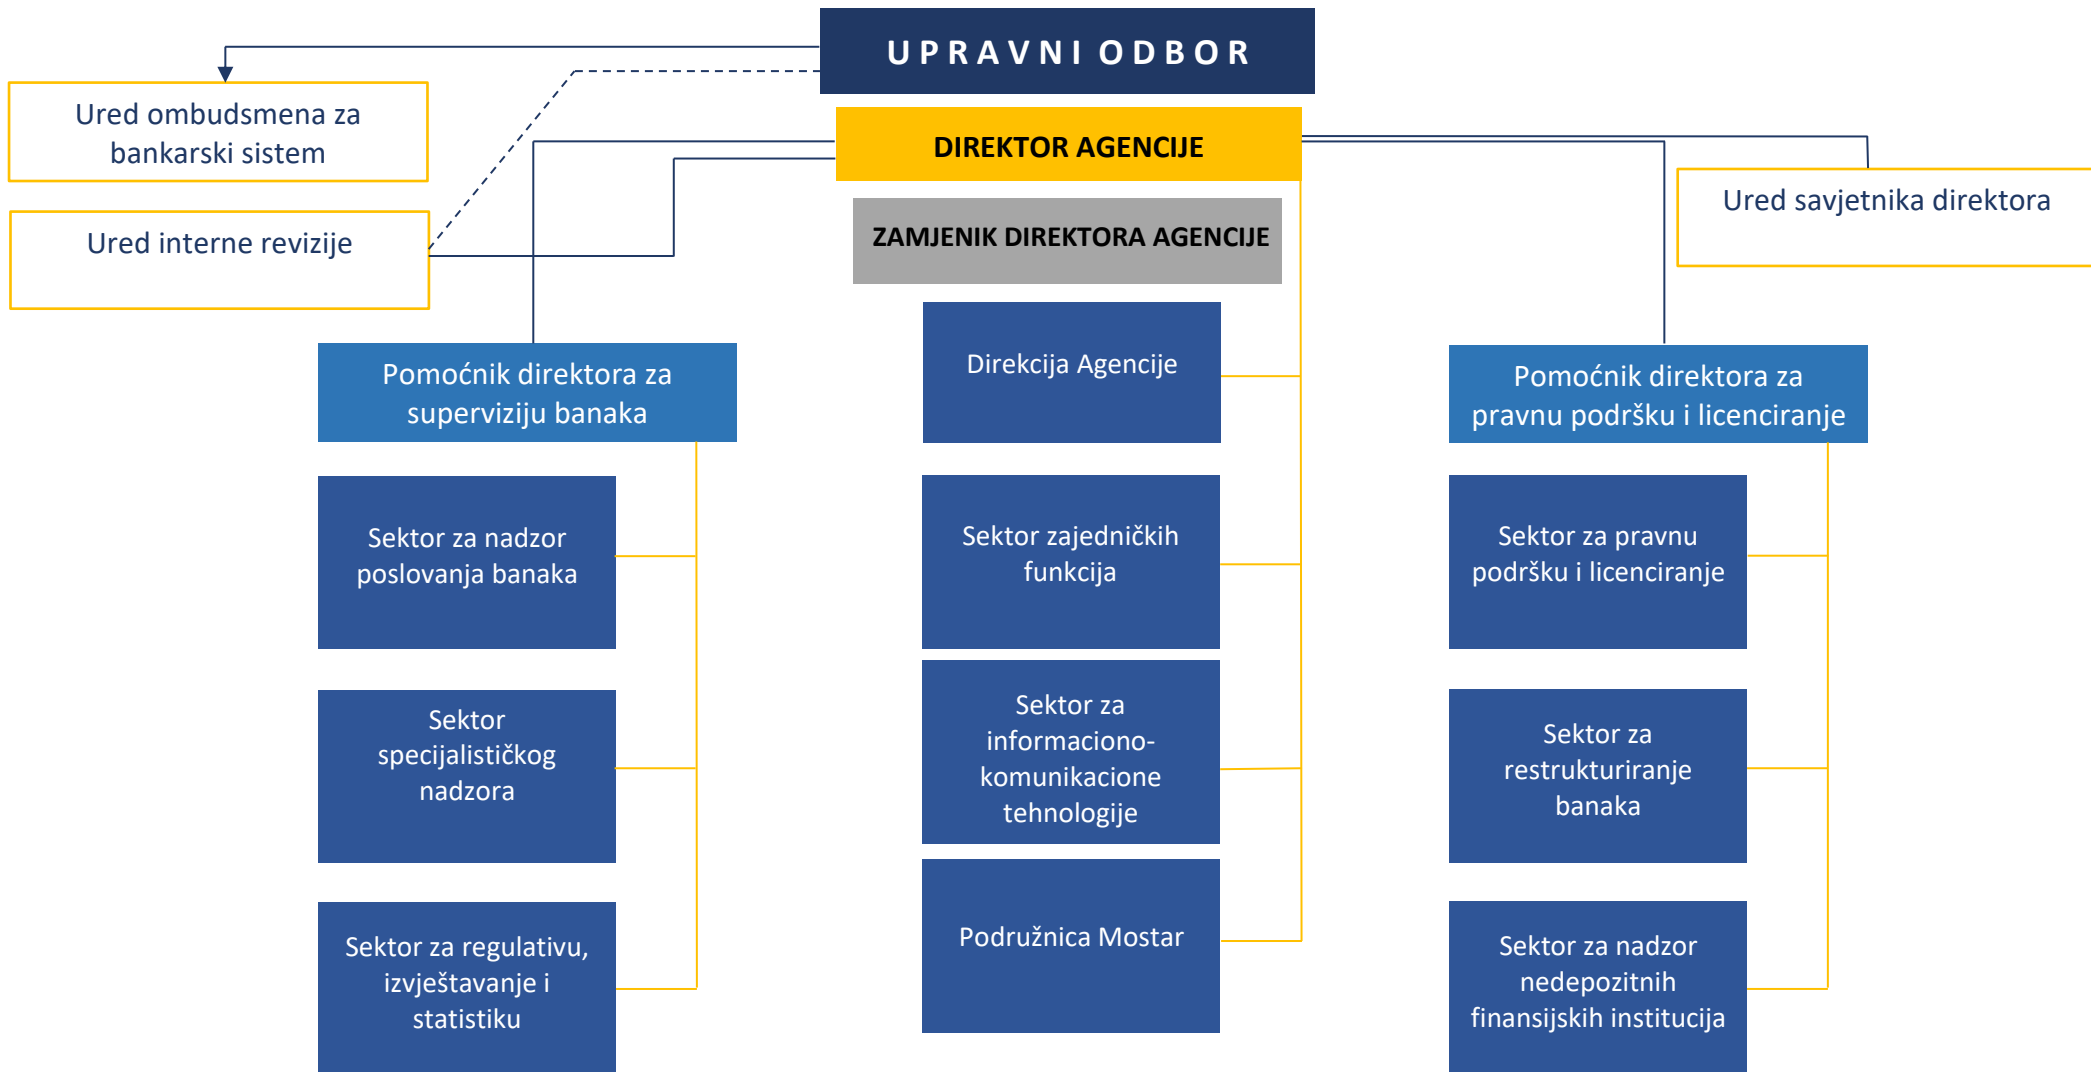 UPRAVNI ODBOR
Ured ombudsmena za
bankarski sistem
DIREKTOR AGENCIJE
Ured savjetnika direktora
Ured interne revizije
ZAMJENIK DIREKTORA AGENCIJE
Pomoćnik direktora za
superviziju banaka
Direkcija Agencije
Pomoćnik direktora za
pravnu podršku i licenciranje
Sektor za nadzor
poslovanja banaka
Sektor zajedničkih
funkcija
Sektor za pravnu
podršku i licenciranje
Sektor
specijalističkog
nadzora
Sektor za
informaciono-
komunikacione
tehnologije
Sektor za
restrukturiranje
banaka
Sektor za regulativu,
izvještavanje i
statistiku
Podružnica Mostar
Sektor za nadzor
nedepozitnih
finansijskih institucija